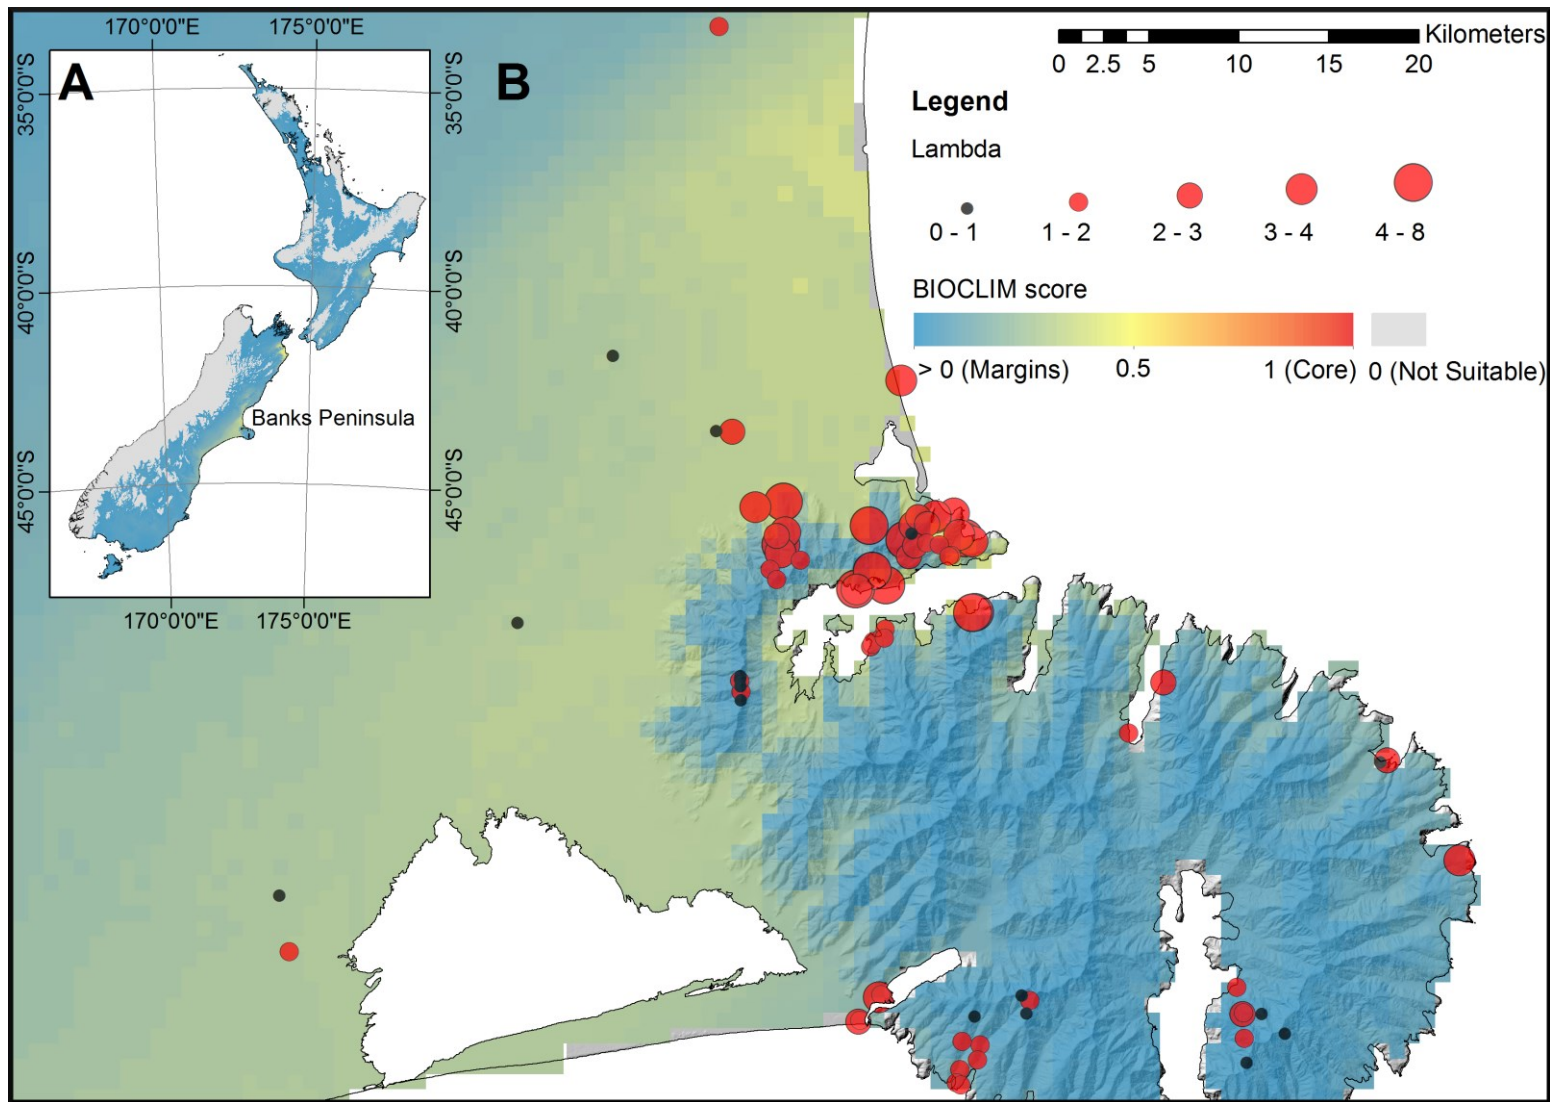 170°0'0"E 175°0'0"E
A
B
35°0'0"S
35°0'0"S
40°0'0"S
40°0'0"S
45°0'0"S
45°0'0"S
Banks Peninsula
170°0'0"E 175°0'0"E
Kilometers
0 2.5 5 10 15 20
Legend
Lambda
0 - 1 1 - 2 2 - 3 3 - 4 4 - 8
BIOCLIM score
> 0 (Margins) 0.5 1 (Core) 0 (Not Suitable)